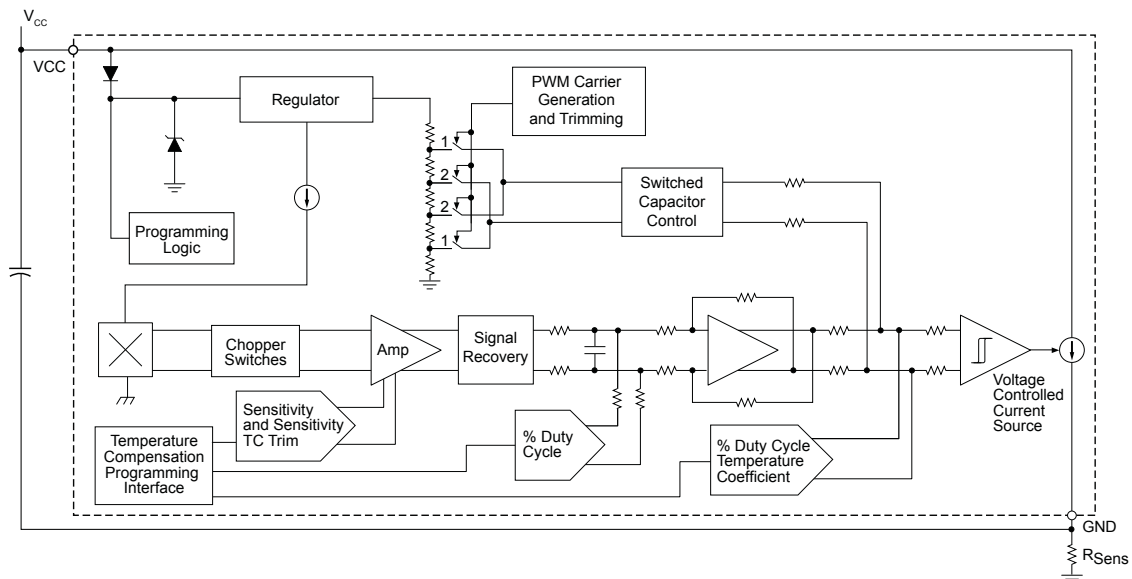 VCC
VCC
Regulator
PWM Carrier
Generation
and Trimming
1
2
2
1
Switched
Capacitor
Control
Programming
Logic
Chopper
Switches
Amp
Signal
Recovery
Voltage
Controlled
Current
Source
Sensitivity
and Sensitivity
TC Trim
Temperature
Compensation
Programming
Interface
% Duty
Cycle
% Duty Cycle
Temperature
Coefficient
GND
RSens